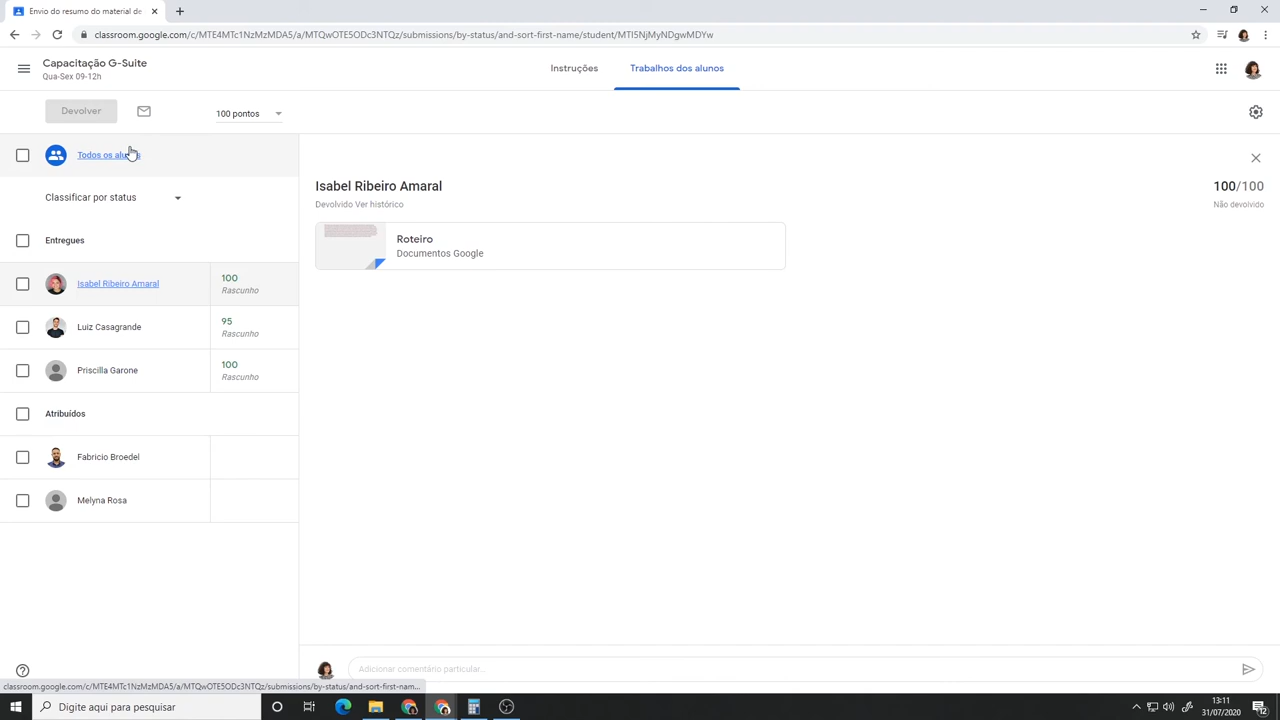 Envio do resumo do material de
classroom.google.com/c/MTE4MTc1NzMzMDA5/a/MTQwOTE5ODc3NTQz/submissions/by-status/and-sort-first-name/student/MTI5NjMyNDgwMDYw
Capacitação G-Suite
Qua-Sex 09-12h
Instruções
Trabalhos dos alunos
Devolver
100 pontos
Todos os alunos
Classificar por status
Entregues
Isabel Ribeiro Amaral
100
Rascunho
Luiz Casagrande
95
Rascunho
Priscilla Garone
100
Rascunho
Atribuídos
Fabricio Broedel
Melyna Rosa
Isabel Ribeiro Amaral
100/100
Devolvido Ver histórico
Não devolvido
Roteiro
Documentos Google
Adicionar comentário particular...
classroom.google.com/c/MTE4MTc1NzMzMDA5/a/MTQwOTE5ODc3NTQz/submissions/by-status/and-sort-first-nam...
Digite aqui para pesquisar
13:11
31/07/2020
12